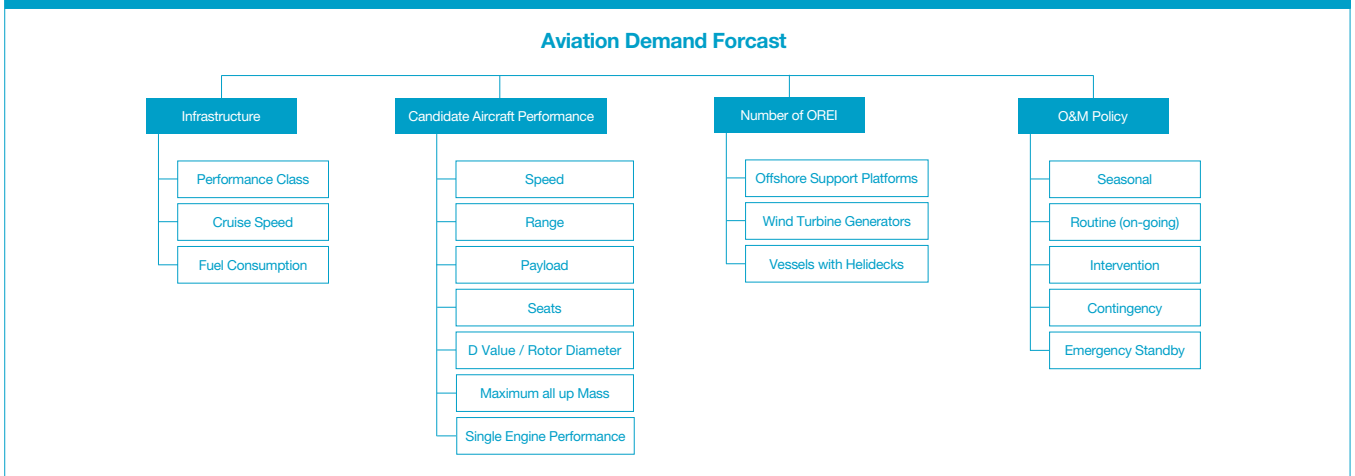 Aviation Demand Forcast
Infrastructure
Performance Class
Cruise Speed
Fuel Consumption
Candidate Aircraft Performance
Speed
Range
Payload
Seats
D Value / Rotor Diameter
Maximum all up Mass
Single Engine Performance
Number of OREI
Offshore Support Platforms
Wind Turbine Generators
Vessels with Helidecks
O&M Policy
Seasonal
Routine (on-going)
Intervention
Contingency
Emergency Standby